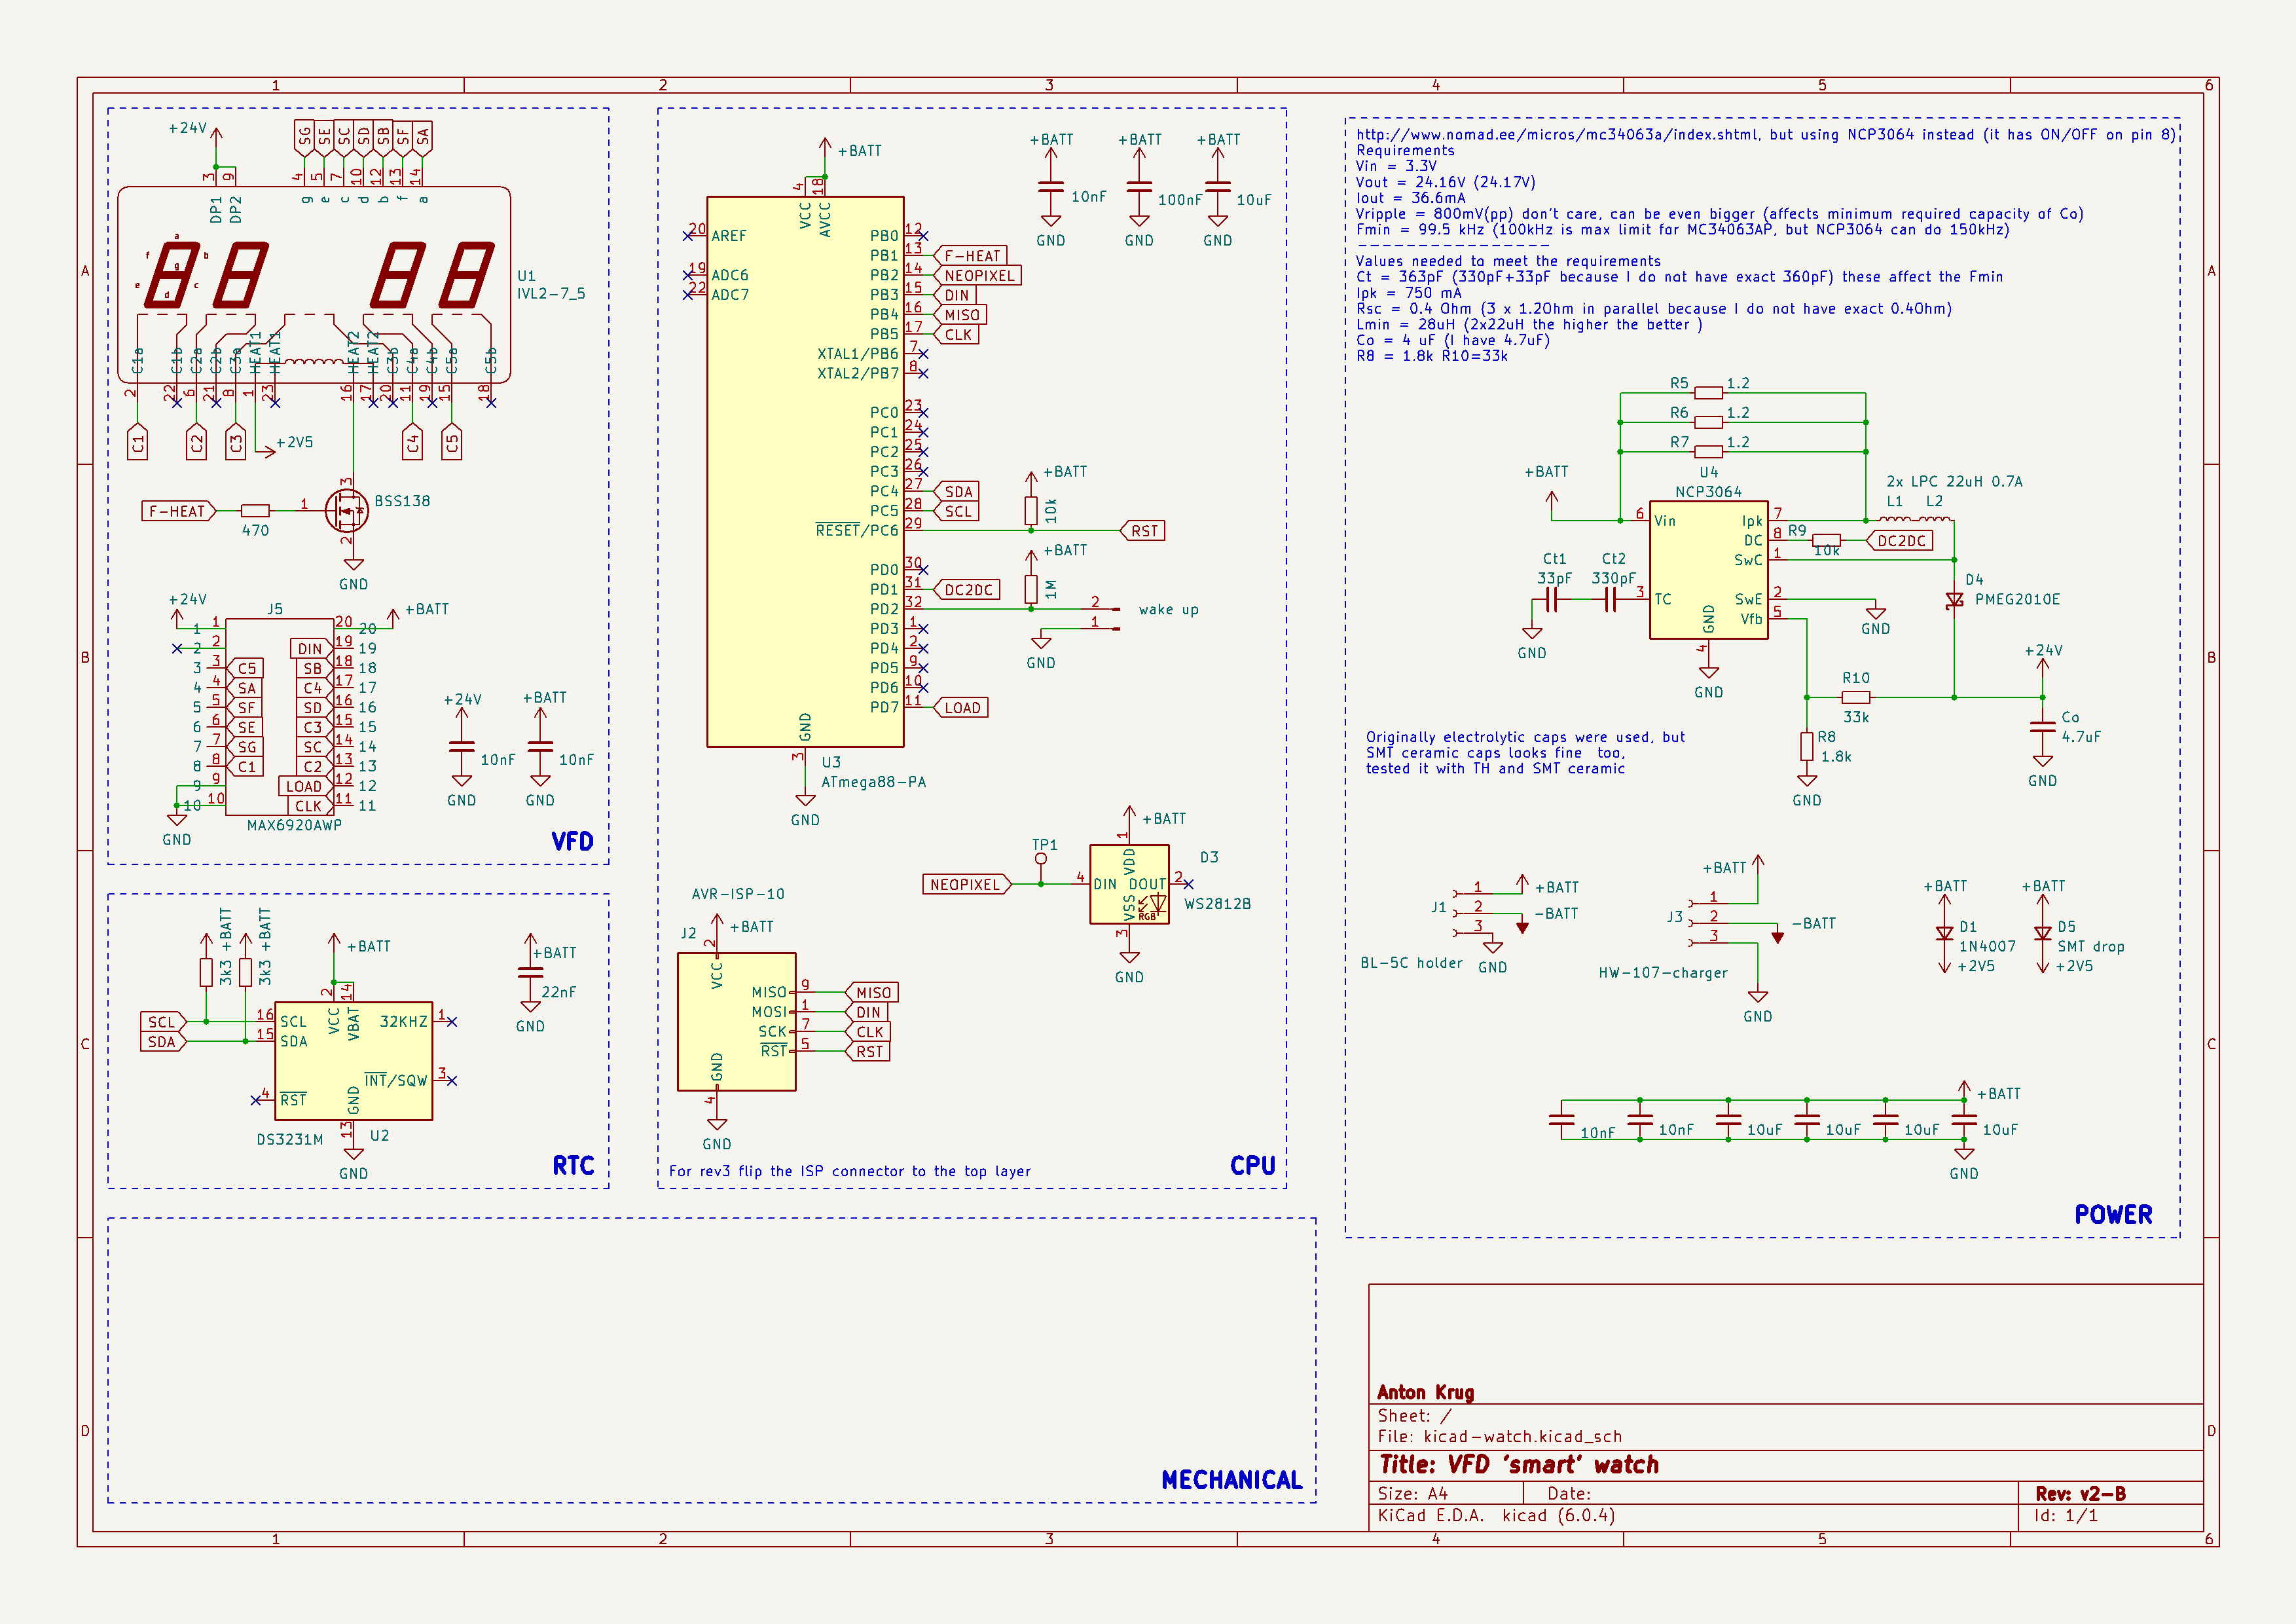 1 2 3 4 5 6
A B C D
+24V
SG SE SC SD SB SF SA
3 9 4 5 7 10 12 13 14
DP1 DP2 g e c d b f a
a
f b
g
e c
d
U1
IVL2-7_5
C1a C1b C2a C2b C3a HEAT1 HEAT1 HEAT2 HEAT2 C3b C4a C4b C5a C5b
2 22 6 21 8 1 23 16 17 20 11 19 15 18
C1 C2 C3 +2V5 C4 C5
F-HEAT
470
1
3
2
BSS138
GND
+24V
J5
+BATT
1 1 20 20
2 2 DIN 19 19
3 3 C5 SB 18 18
4 4 SA C4 17 17
5 5 SF SD 16 16
6 6 SE C3 15 15
7 7 SG SC 14 14
8 8 C1 C2 13 13
9 9 LOAD 12 12
10 10 CLK 11 11
GND
MAX6920AWP
+24V
10nF
GND
+BATT
10nF
GND
VFD
3k3 +BATT
3k3 +BATT
+BATT
+BATT
22nF
GND
SCL 16 SCL
SDA 15 SDA
2 VCC
14 VBAT
32KHZ 1
INT/SQW 3
4 RST
GND 13
DS3231M
U2
GND
RTC
MECHANICAL
+BATT
4 VCC
18 AVCC
20 AREF
19 ADC6
22 ADC7
PB0 12
PB1 13 F-HEAT
PB2 14 NEOPIXEL
PB3 15 DIN
PB4 16 MISO
PB5 17 CLK
XTAL1/PB6 7
XTAL2/PB7 8
PC0 23
PC1 24
PC2 25
PC3 26
PC4 27 SDA
PC5 28 SCL
RESET/PC6 29
+BATT
10k
RST
PD0 30
PD1 31 DC2DC
PD2 32
+BATT
1M
2 wake up
1
GND
PD3 1
PD4 2
PD5 9
PD6 10
PD7 11 LOAD
GND
3
U3
ATmega88-PA
GND
+BATT
10nF
GND
+BATT
100nF
GND
+BATT
10uF
GND
NEOPIXEL
TP1
+BATT
1 VDD
4 DIN
DOUT 2
VSS
RGB
3
D3
WS2812B
GND
AVR-ISP-10
J2
+BATT
2
VCC
MISO 9 MISO
MOSI 1 DIN
SCK 7 CLK
RST 5 RST
GND
4
GND
For rev3 flip the ISP connector to the top layer
CPU
http://www.nomad.ee/micros/mc34063a/index.shtml, but using NCP3064 instead (it has ON/OFF on pin 8)
Requirements
Vin = 3.3V
Vout = 24.16V (24.17V)
Iout = 36.6mA
Vripple = 800mV(pp) don't care, can be even bigger (affects minimum required capacity of Co)
Fmin = 99.5 kHz (100kHz is max limit for MC34063AP, but NCP3064 can do 150kHz)
-----------------
Values needed to meet the requirements
Ct = 363pF (330pF+33pF because I do not have exact 360pF) these affect the Fmin
Ipk = 750 mA
Rsc = 0.4 Ohm (3 x 1.2Ohm in parallel because I do not have exact 0.4Ohm)
Lmin = 28uH (2x22uH the higher the better )
Co = 4 uF (I have 4.7uF)
R8 = 1.8k R10=33k
R5 1.2
R6 1.2
R7 1.2
+BATT
U4
NCP3064
2x LPC 22uH 0.7A
L1 L2
6 Vin
Ipk 7
DC 8
R9
10k
DC2DC
SwC 1
Ct1
33pF
Ct2
330pF
3 TC
SwE 2
Vfb 5
GND
4
GND
GND
GND
D4
PMEG2010E
R10
33k
+24V
Co
4.7uF
GND
R8
1.8k
GND
Originally electrolytic caps were used, but
SMT ceramic caps looks fine  too,
tested it with TH and SMT ceramic
J1
1 +BATT
2 -BATT
3
GND
BL-5C holder
J3
+BATT
1
2 -BATT
3
HW-107-charger
GND
+BATT
D1
1N4007
+2V5
+BATT
D5
SMT drop
+2V5
+BATT
10nF 10nF 10uF 10uF 10uF 10uF
GND
POWER
Anton Krug
Sheet: /
File: kicad-watch.kicad_sch
Title: VFD 'smart' watch
Size: A4 Date: Rev: v2-B
KiCad E.D.A.  kicad (6.0.4) Id: 1/1
1 2 3 4 5 6